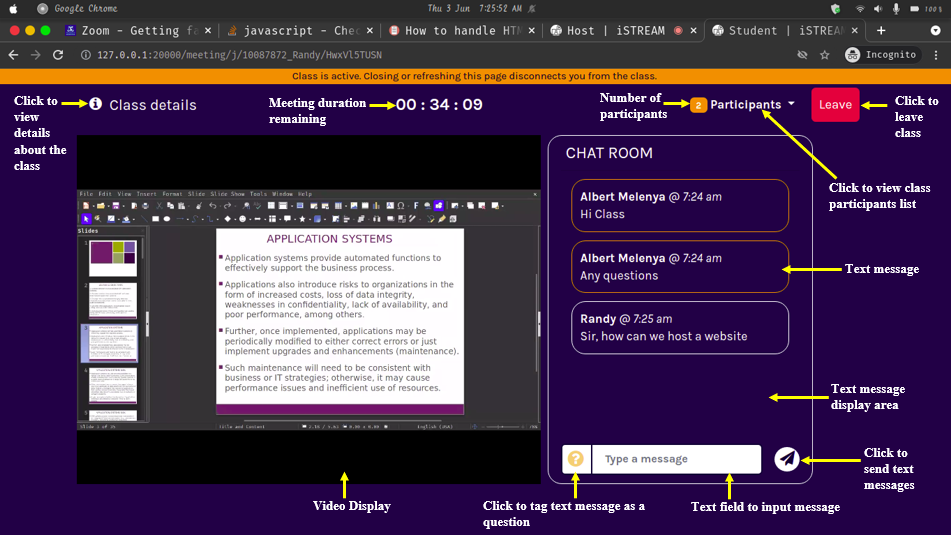 Google Chrome
Thu 3 Jun 7:25:52 AM
100 %
Zoom - Getting fa
javascript - Chec
How to handle HTM
Host | iSTREAM
Student | iSTREAM
127.0.0.1:20000/meeting/j/10087872_Randy/HwxVl5TUSN
Incognito
Class is active. Closing or refreshing this page disconnects you from the class.
Click to
view
details
about the
class
Class details
Meeting duration
remaining
00 : 34 : 09
Number of
participants
2 Participants
Leave
Click to
leave
class
Click to view class
participants list
CHAT ROOM
Albert Melenya @ 7:24 am
Hi Class
Albert Melenya @ 7:24 am
Any questions
Text message
Randy @ 7:25 am
Sir, how can we host a website
Text message
display area
? Type a message
Click to
send text
messages
File Edit View Insert Format Slide Slide Show Tools Window Help
Slides
1
2
3
4
5
APPLICATION SYSTEMS
Application systems provide automated functions to
effectively support the business process.
Applications also introduce risks to organizations in the
form of increased costs, loss of data integrity,
weaknesses in confidentiality, lack of availability, and
poor performance, among others.
Further, once implemented, applications may be
periodically modified to either correct errors or just
implement upgrades and enhancements (maintenance).
Such maintenance will need to be consistent with
business or IT strategies; otherwise, it may cause
performance issues and inefficient use of resources.
English (USA)
Video Display
Click to tag text message as a
question
Text field to input message